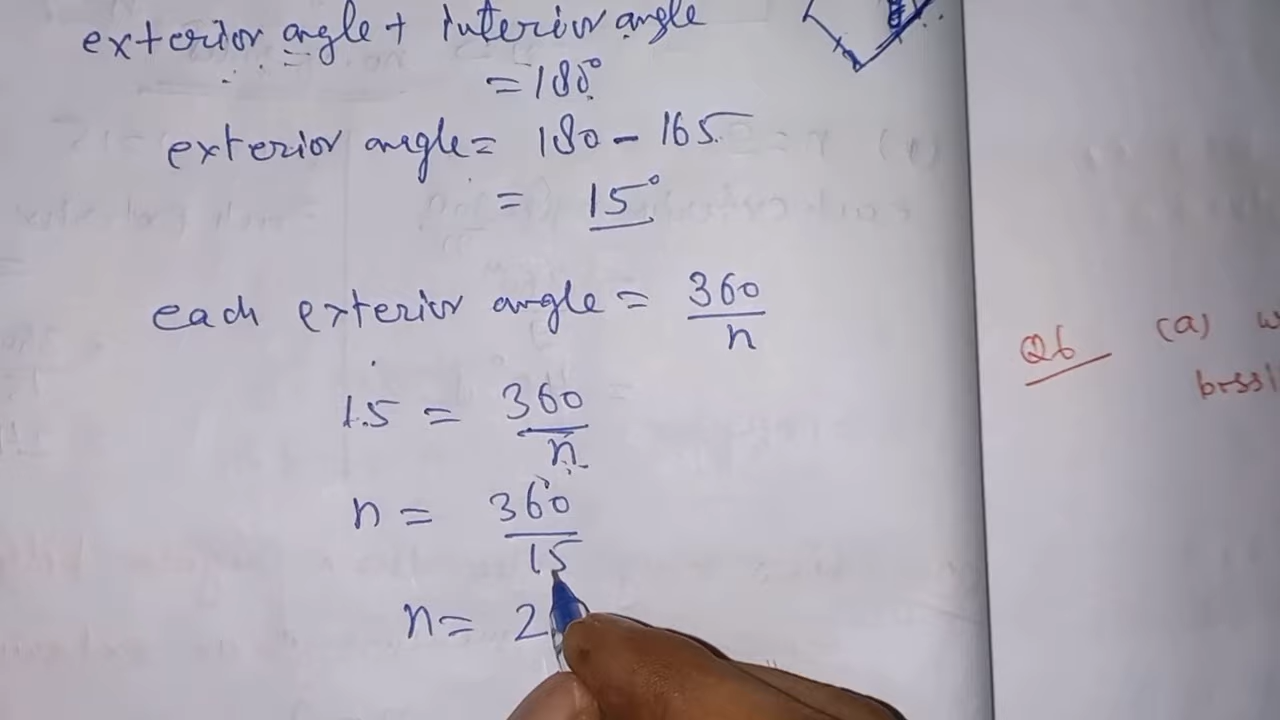 exterior angle + interior angle
= 180°
exterior angle = 180 - 165
= 15°
each exterior angle = 360
n
15 = 360
n
n = 360
15
n = 2
Q6 (a)